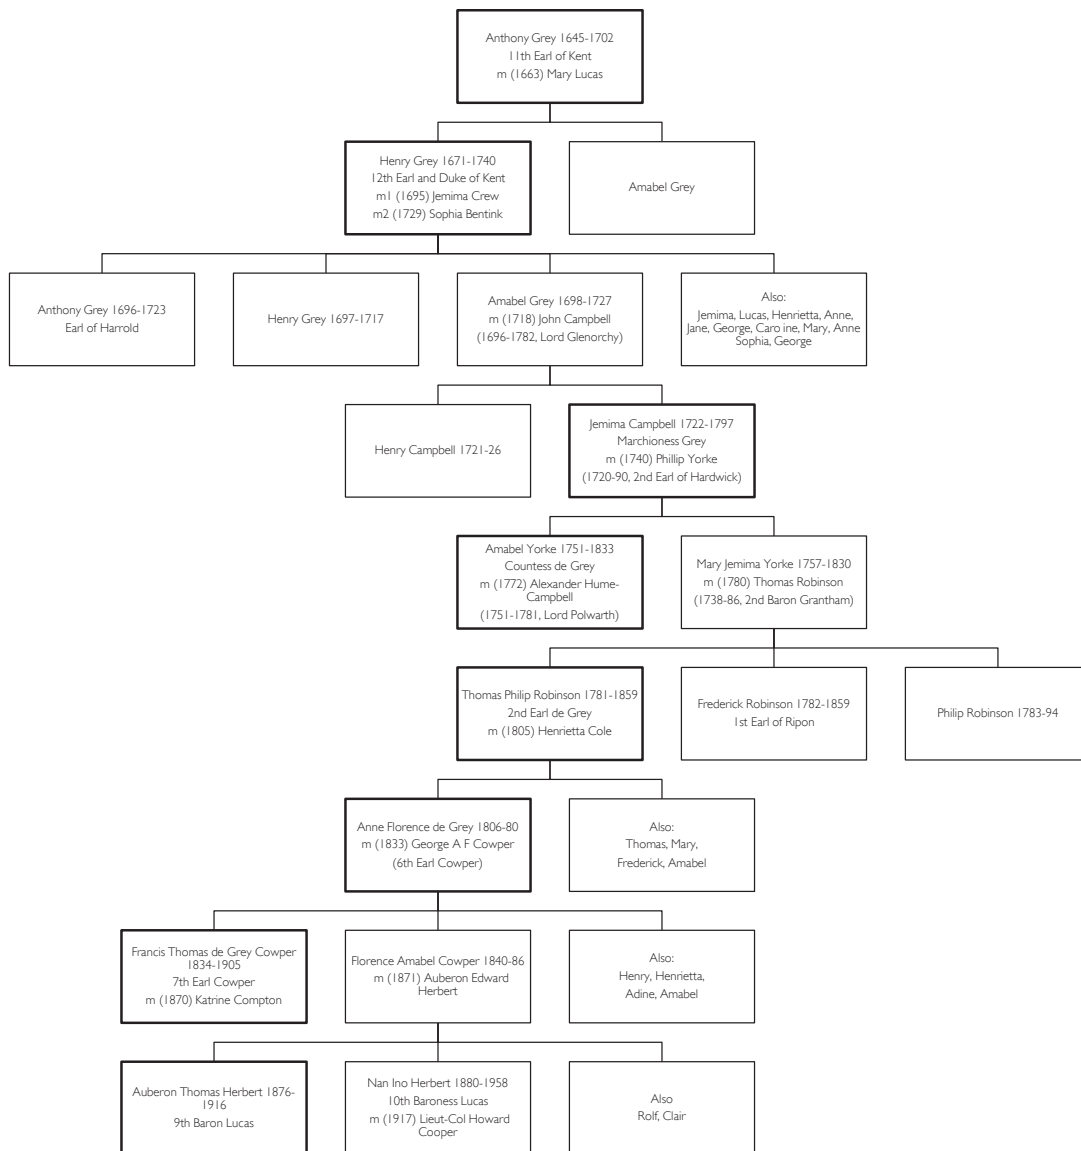 Anthony Grey 1645-1702
11th Earl of Kent
m (1663) Mary Lucas
Henry Grey 1671-1740
12th Earl and Duke of Kent
m1 (1695) Jemima Crew
m2 (1729) Sophia Bentink
Amabel Grey
Anthony Grey 1696-1723
Earl of Harrold
Henry Grey 1697-1717
Amabel Grey 1698-1727
m (1718) John Campbell
(1696-1782, Lord Glenorchy)
Also:
Jemima, Lucas, Henrietta, Anne,
Jane, George, Caro ine, Mary, Anne
Sophia, George
Henry Campbell 1721-26
Jemima Campbell 1722-1797
Marchioness Grey
m (1740) Phillip Yorke
(1720-90, 2nd Earl of Hardwick)
Amabel Yorke 1751-1833
Countess de Grey
m (1772) Alexander Hume-
Campbell
(1751-1781, Lord Polwarth)
Mary Jemima Yorke 1757-1830
m (1780) Thomas Robinson
(1738-86, 2nd Baron Grantham)
Thomas Philip Robinson 1781-1859
2nd Earl de Grey
m (1805) Henrietta Cole
Frederick Robinson 1782-1859
1st Earl of Ripon
Philip Robinson 1783-94
Anne Florence de Grey 1806-80
m (1833) George A F Cowper
(6th Earl Cowper)
Also:
Thomas, Mary,
Frederick, Amabel
Francis Thomas de Grey Cowper
1834-1905
7th Earl Cowper
m (1870) Katrine Compton
Florence Amabel Cowper 1840-86
m (1871) Auberon Edward
Herbert
Also:
Henry, Henrietta,
Adine, Amabel
Auberon Thomas Herbert 1876-
1916
9th Baron Lucas
Nan Ino Herbert 1880-1958
10th Baroness Lucas
m (1917) Lieut-Col Howard
Cooper
Also
Rolf, Clair